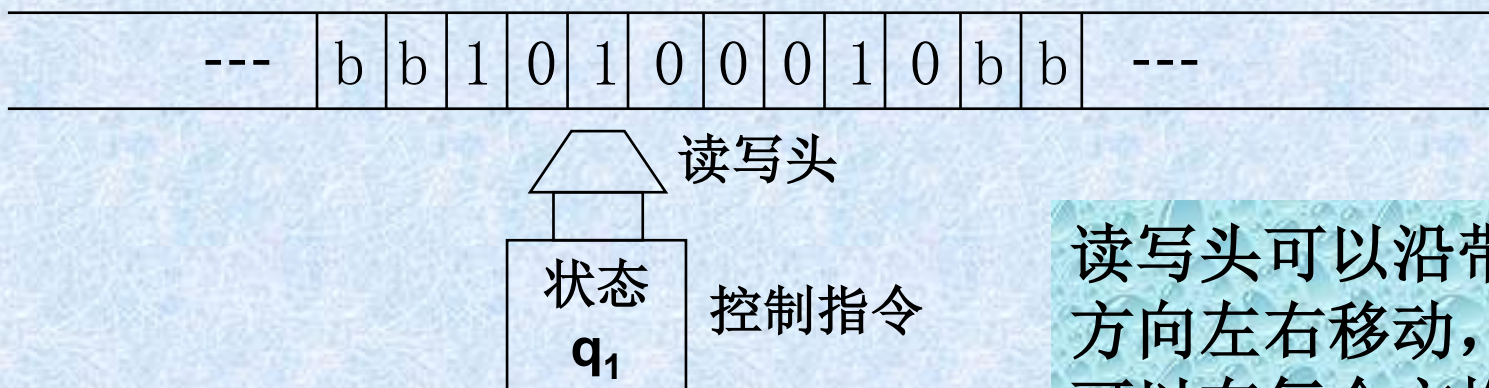 --- b b 1 0 1 0 0 0 1 0 b b ---
读写头
状态
q₁
控制指令
读写头可以沿带
方向左右移动，